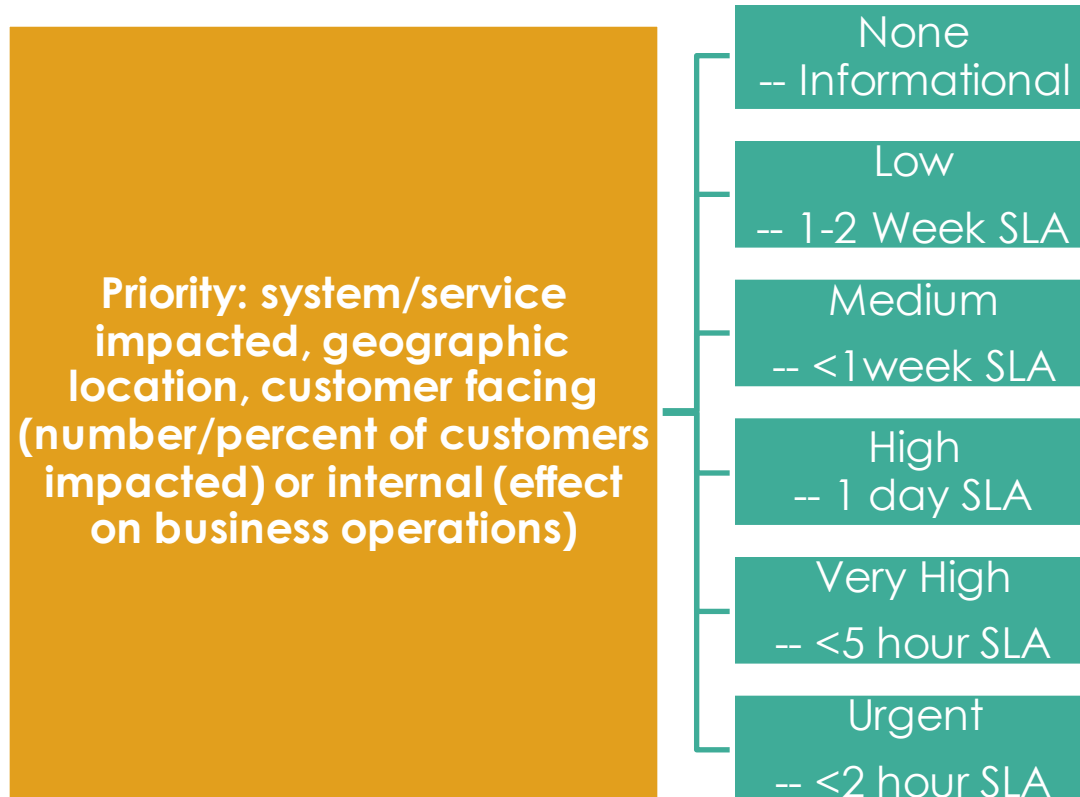 Priority: system/service
impacted, geographic
location, customer facing
(number/percent of customers
impacted) or internal (effect
on business operations)
None
-- Informational
Low
-- 1-2 Week SLA
Medium
-- <1week SLA
High
-- 1 day SLA
Very High
-- <5 hour SLA
Urgent
-- <2 hour SLA